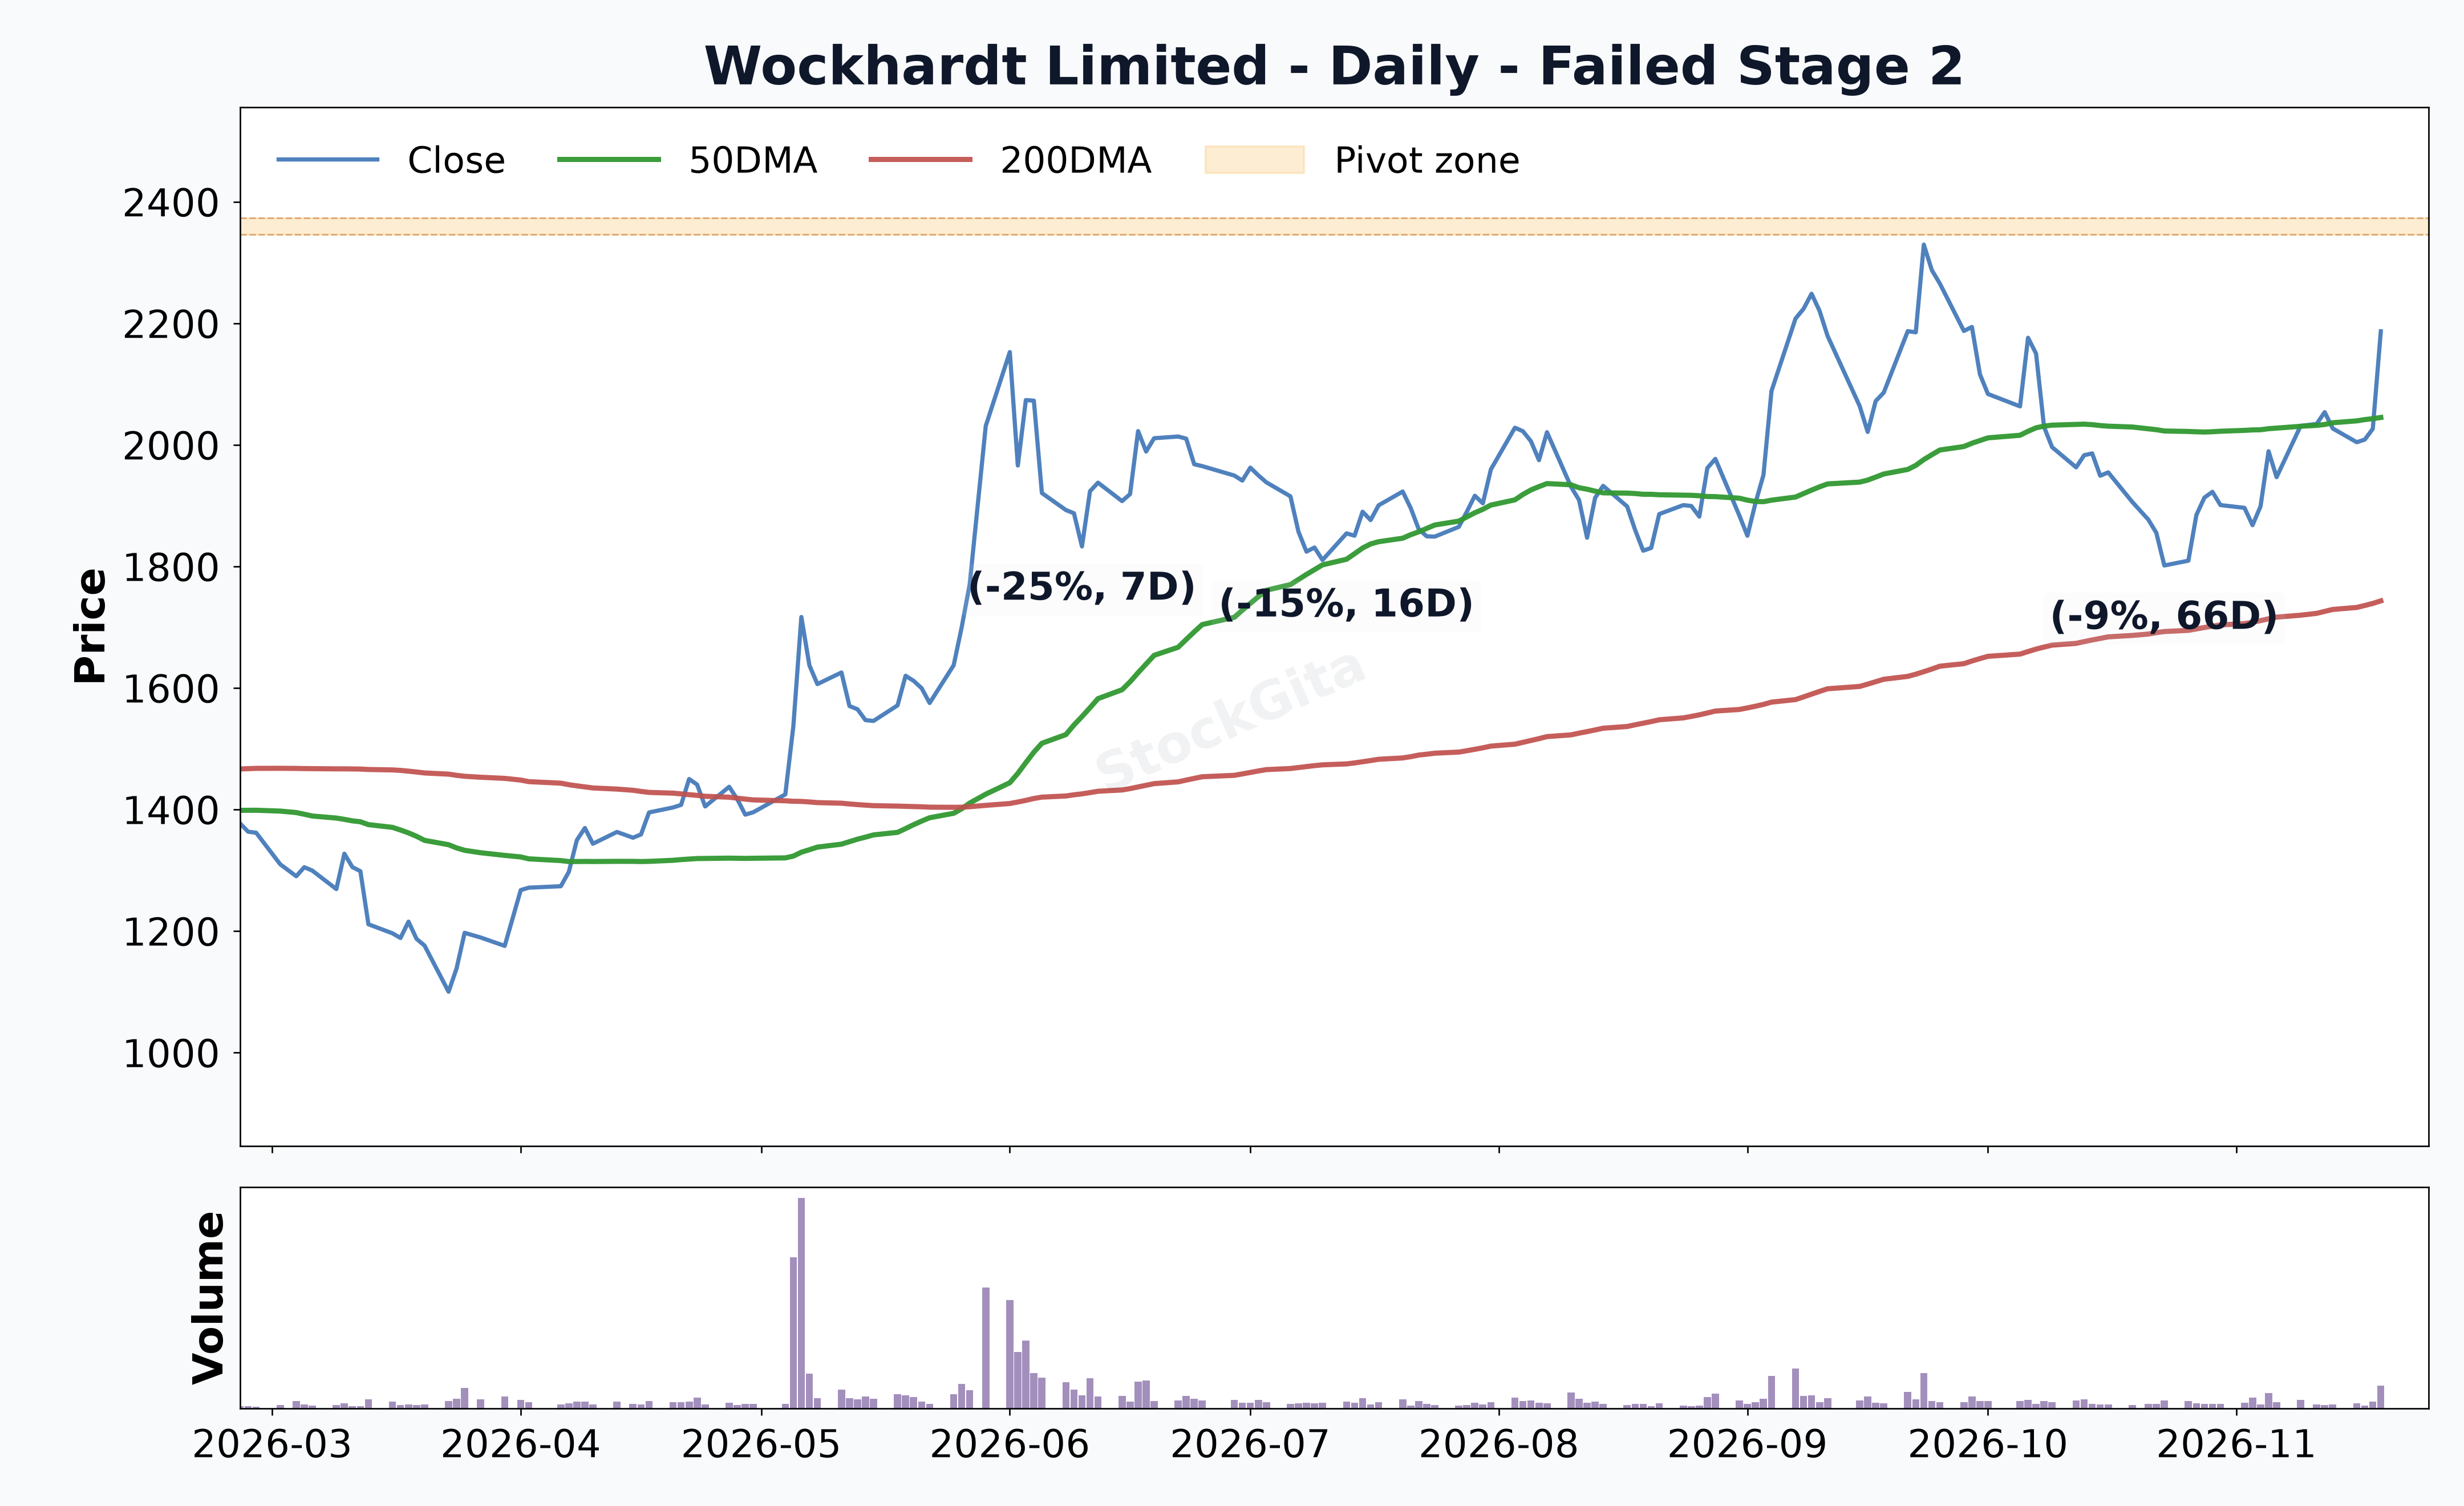 Wockhardt Limited - Daily - Failed Stage 2
Close 50DMA 200DMA Pivot zone
Price
2400
2200
2000
1800
1600
1400
1200
1000
(-25%, 7D)
(-15%, 16D)
(-9%, 66D)
StockGita
Volume
2026-03 2026-04 2026-05 2026-06 2026-07 2026-08 2026-09 2026-10 2026-11